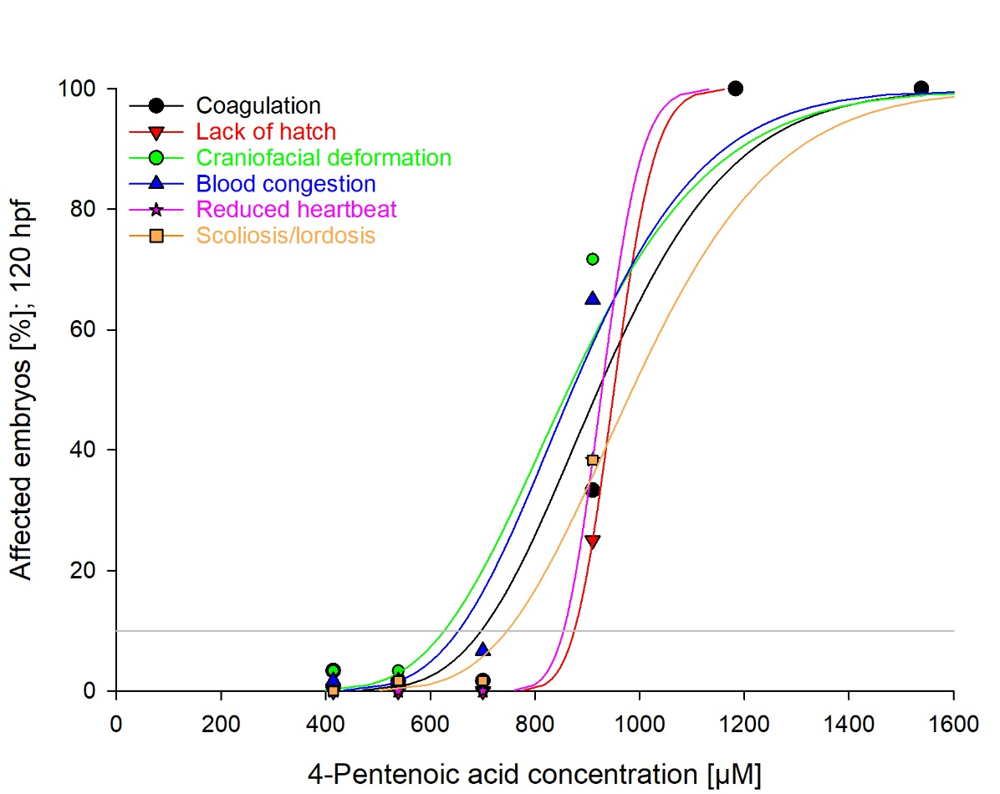 100
80
60
40
20
0
Affected embryos [%]; 120 hpf
Coagulation
Lack of hatch
Craniofacial deformation
Blood congestion
Reduced heartbeat
Scoliosis/lordosis
0 200 400 600 800 1000 1200 1400 1600
4-Pentenoic acid concentration [µM]